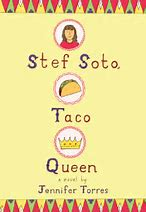 Stef Soto,
Taco
Queen
a novel by
Jennifer Torres